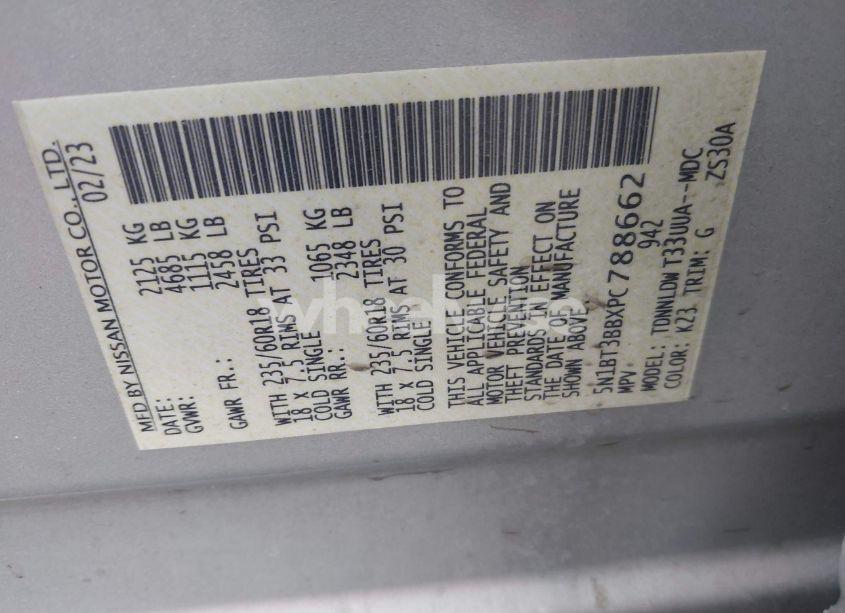 MFD BY NISSAN MOTOR CO., LTD.
DATE: 02/23
GVWR: 2125 KG
4685 LB
GAWR FR.: 1115 KG
2458 LB
WITH 235/60R18 TIRES
18 X 7.5 RIMS AT 33 PSI
COLD SINGLE
GAWR RR.: 1065 KG
2348 LB
WITH 235/60R18 TIRES
18 X 7.5 RIMS AT 30 PSI
COLD SINGLE
THIS VEHICLE CONFORMS TO
ALL APPLICABLE FEDERAL
MOTOR VEHICLE SAFETY AND
THEFT PREVENTION
STANDARDS IN EFFECT ON
THE DATE OF MANUFACTURE
SHOWN ABOVE
5N1BT3BBXPC788662
MPV 942
MODEL: TDNNLDW T33UUA--MDC
COLOR: K23 TRIM: G ZS30A
wheelbase